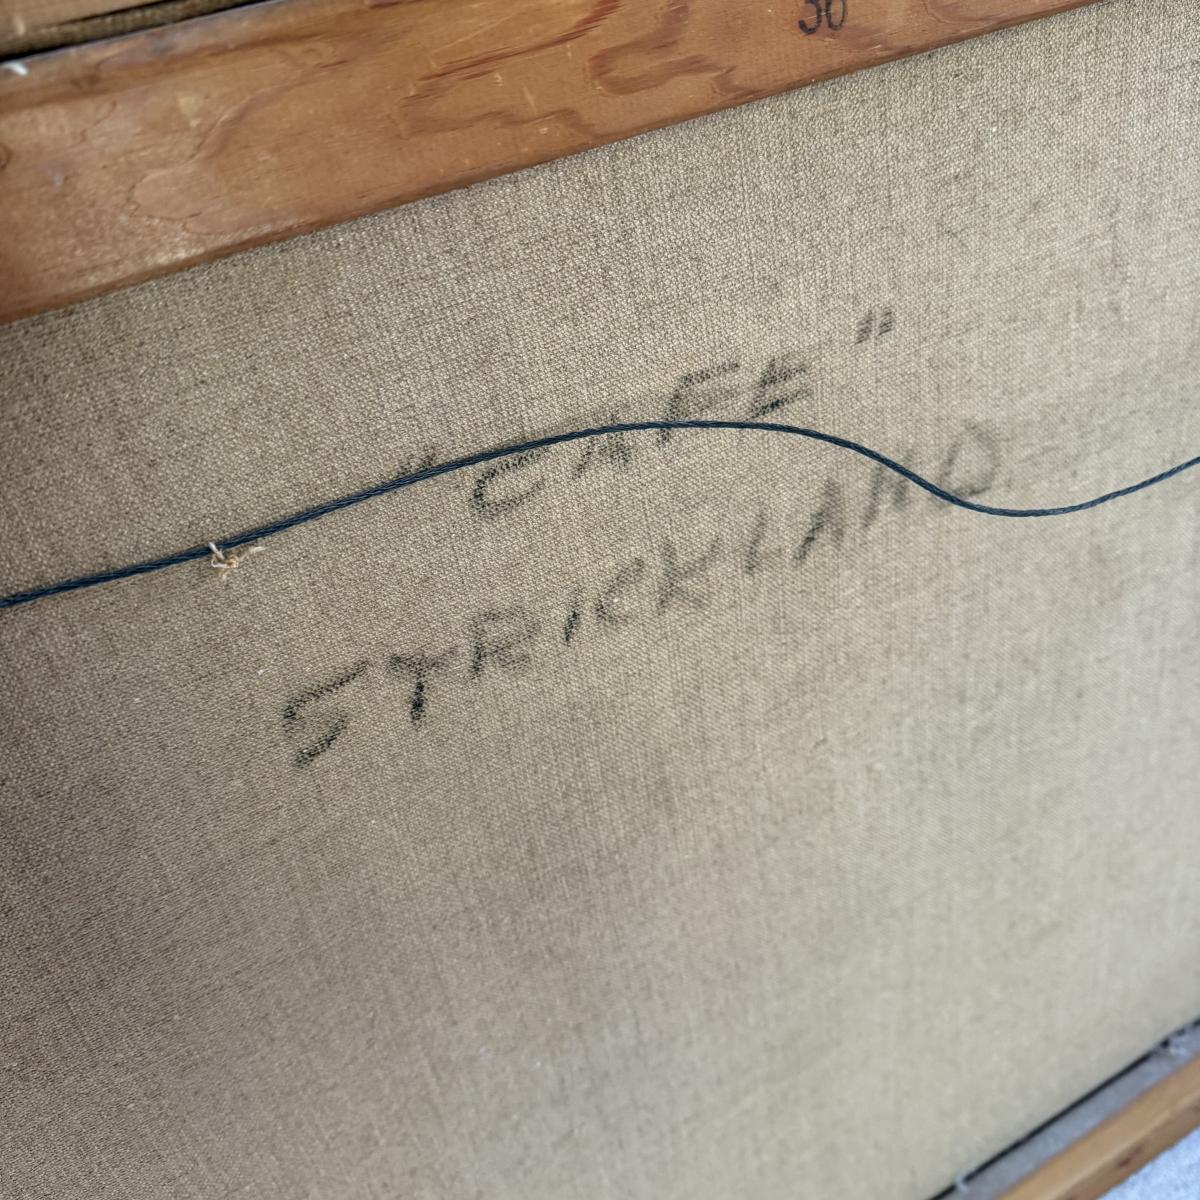 30
"CAFE"
STRICKLAND